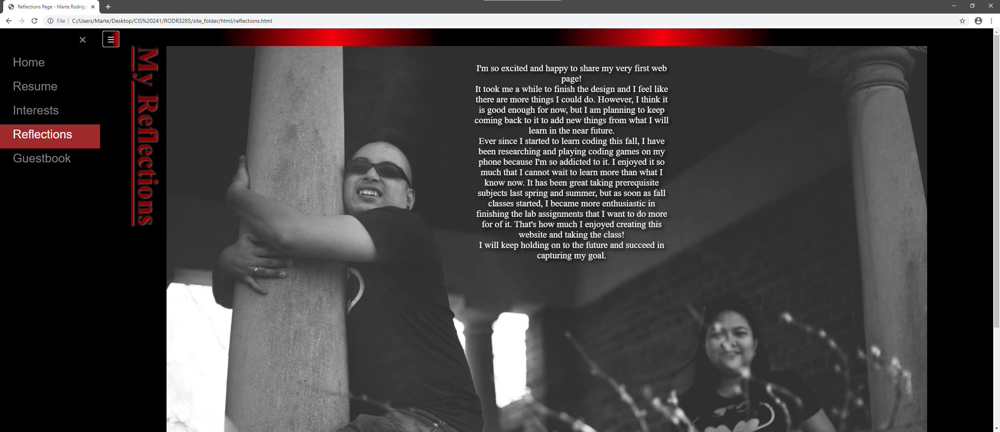 Reflections Page - Marte Rodrigu
File
C:/Users/Marte/Desktop/CIS%20241/RODR3285/site_folder/html/reflections.html
Home
Resume
Interests
Reflections
Guestbook
My Reflections
I'm so excited and happy to share my very first web
page!
It took me a while to finish the design and I feel like
there are more things I could do. However, I think it
is good enough for now, but I am planning to keep
coming back to it to add new things from what I will
learn in the near future.
Ever since I started to learn coding this fall, I have
been researching and playing coding games on my
phone because I'm so addicted to it. I enjoyed it so
much that I cannot wait to learn more than what I
know now. It has been great taking prerequisite
subjects last spring and summer, but as soon as fall
classes started, I became more enthusiastic in
finishing the lab assignments that I want to do more
for of it. That's how much I enjoyed creating this
website and taking the class!
I will keep holding on to the future and succeed in
capturing my goal.